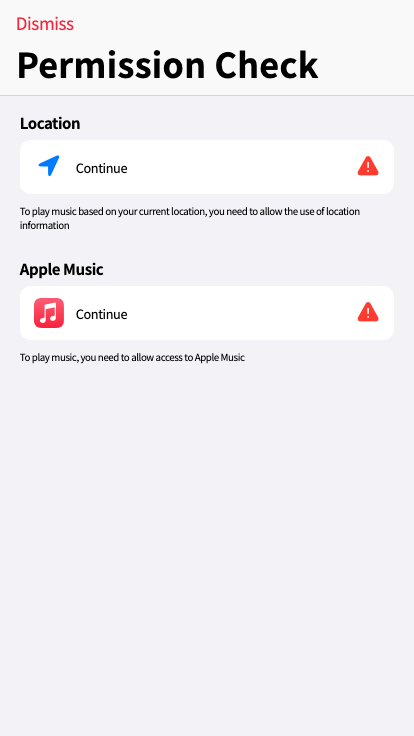 Dismiss
Permission Check
Location
Continue
To play music based on your current location, you need to allow the use of location
information
Apple Music
Continue
To play music, you need to allow access to Apple Music